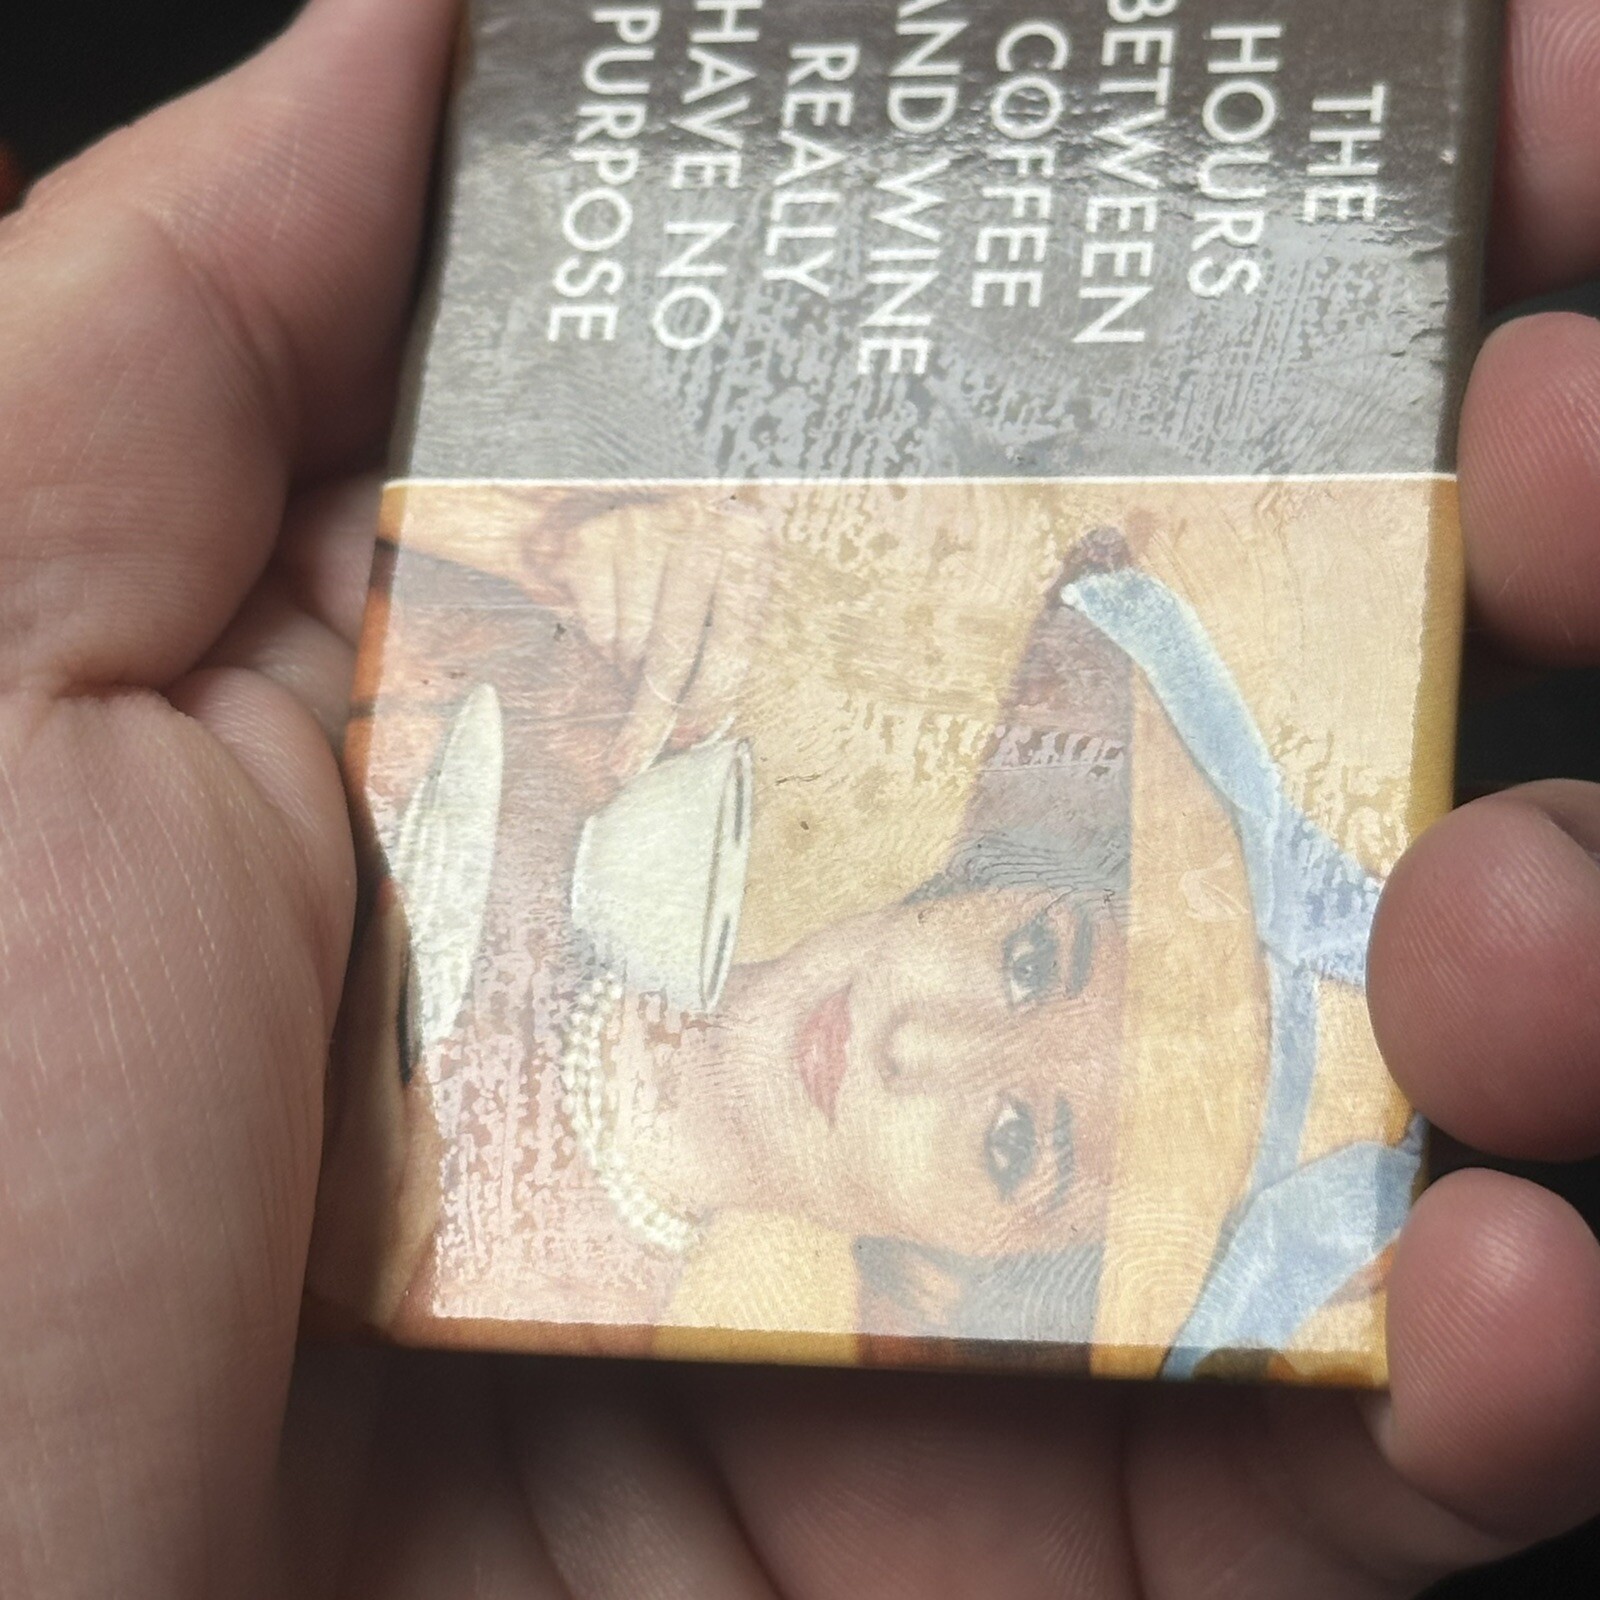 THE
HOURS
BETWEEN
COFFEE
AND WINE
REALLY
HAVE NO
PURPOSE